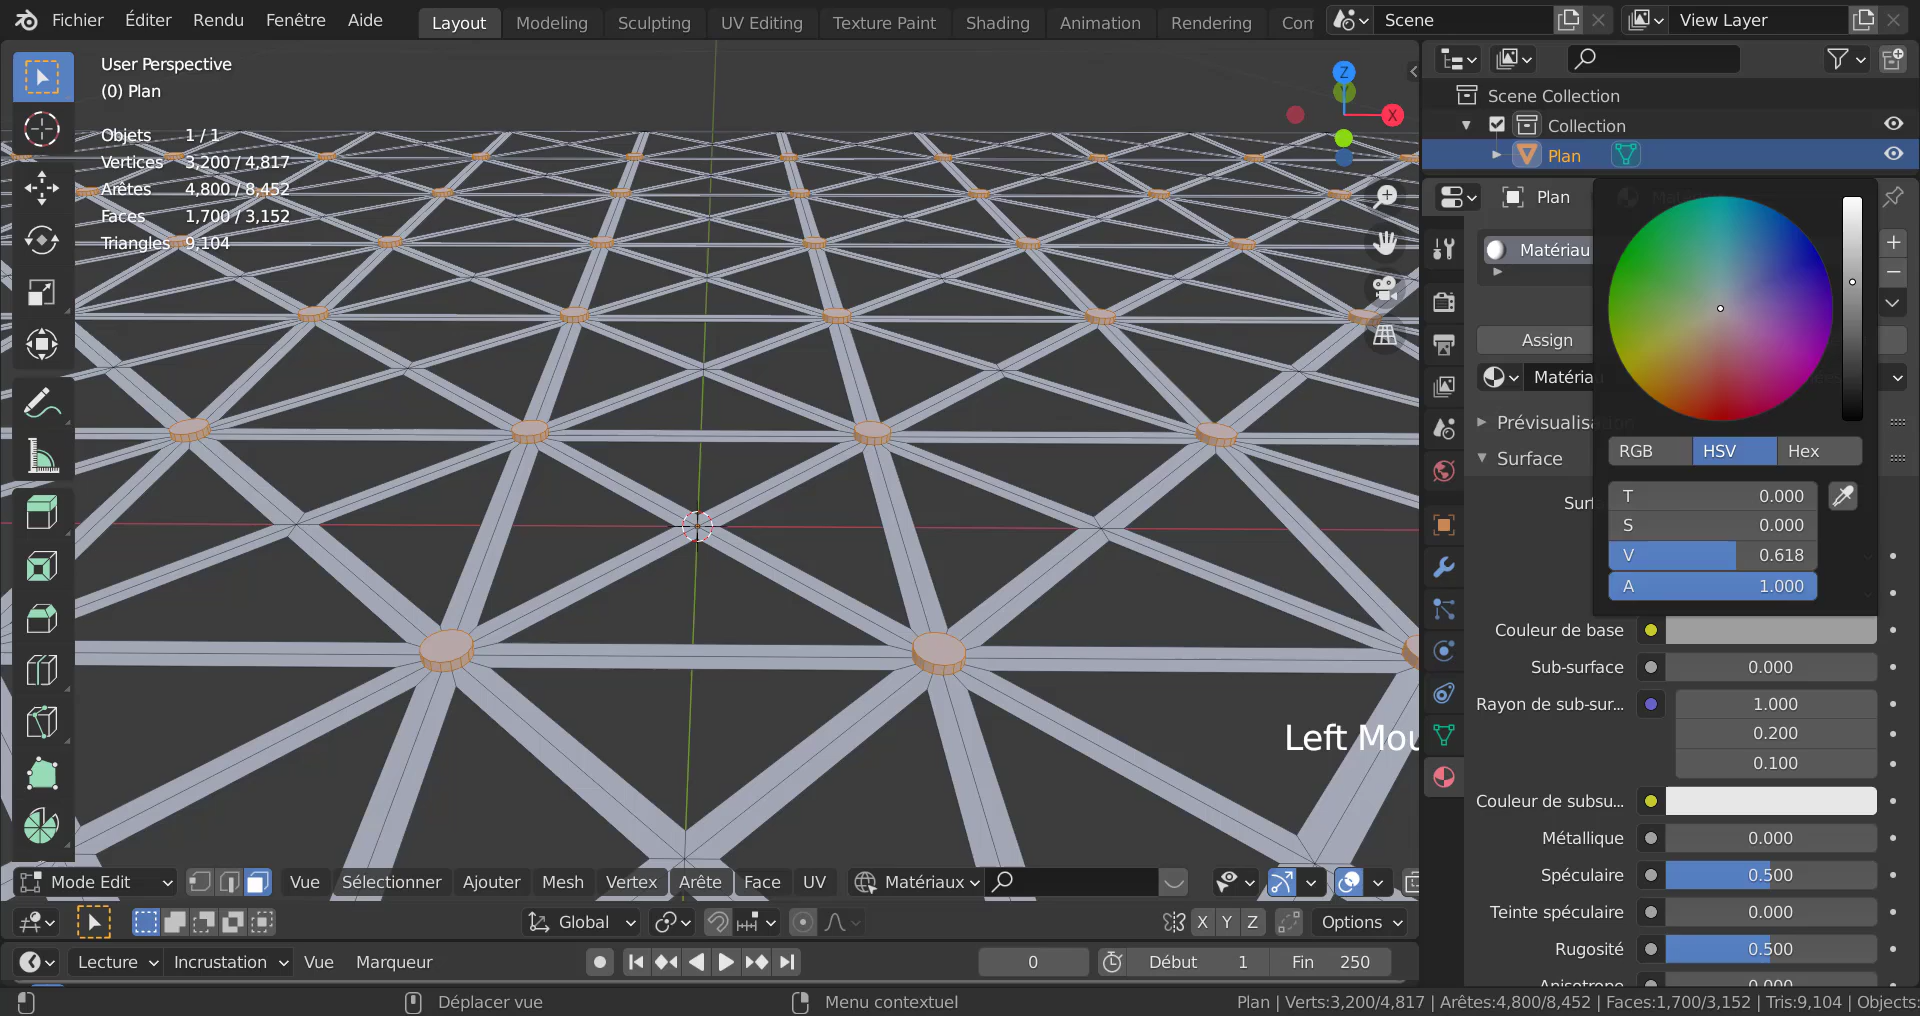 Fichier Éditer Rendu Fenêtre Aide Layout Modeling Sculpting UV Editing Texture Paint Shading Animation Rendering Scene View Layer
User Perspective
(0) Plan
Objets 1 / 1
Vertices 3,200 / 4,817
Arêtes 4,800 / 8,452
Faces 1,700 / 3,152
Triangles 9,104
Z
X
Left Mou
Scene Collection
Collection
Plan
Plan
Matériau
Assign
Matériau
Prévisualis
Surface
Surf
RGB HSV Hex
T 0.000
S 0.000
V 0.618
A 1.000
Couleur de base
Sub-surface 0.000
Rayon de sub-sur... 1.000
0.200
0.100
Couleur de subsu...
Métallique 0.000
Spéculaire 0.500
Teinte spéculaire 0.000
Rugosité 0.500
Anisotrope 0.000
Mode Edit Vue Sélectionner Ajouter Mesh Vertex Arête Face UV Matériaux
Global X Y Z Options
Lecture Incrustation Vue Marqueur 0 Début 1 Fin 250
Déplacer vue Menu contextuel Plan | Verts:3,200/4,817 | Arêtes:4,800/8,452 | Faces:1,700/3,152 | Tris:9,104 | Objects: